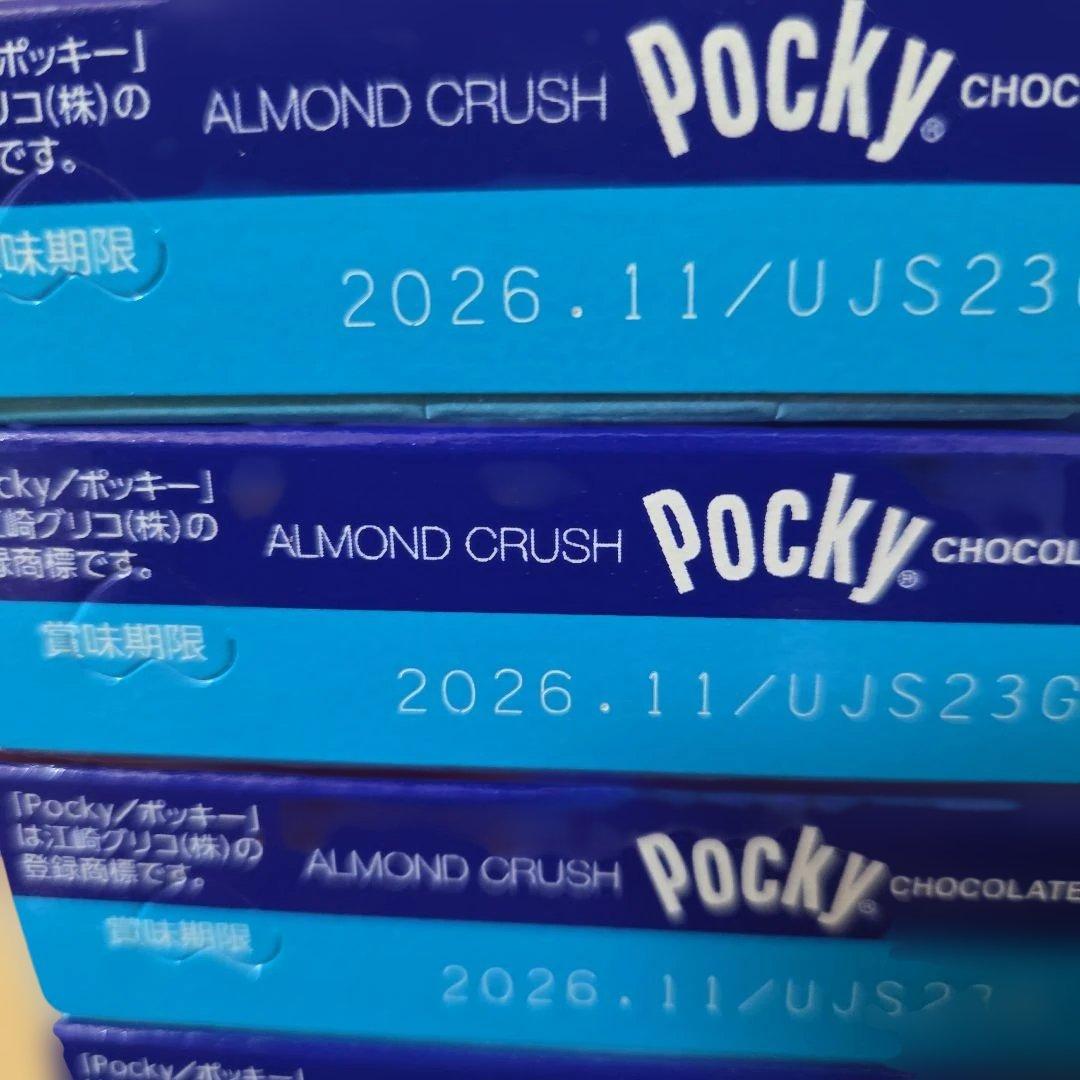 ポッキー」
リコ(株)の
です。
ALMOND CRUSH Pocky® CHOC
味期限
2026.11/UJS23
cky/ポッキー」
江崎グリコ(株)の
録商標です。
ALMOND CRUSH Pocky® CHOCOL
賞味期限
2026.11/UJS23G
「Pocky/ポッキー」
は江崎グリコ(株)の
登録商標です。
ALMOND CRUSH Pocky® CHOCOLATE
賞味期限
2026.11/UJS2
「Pocky/ポッキー」